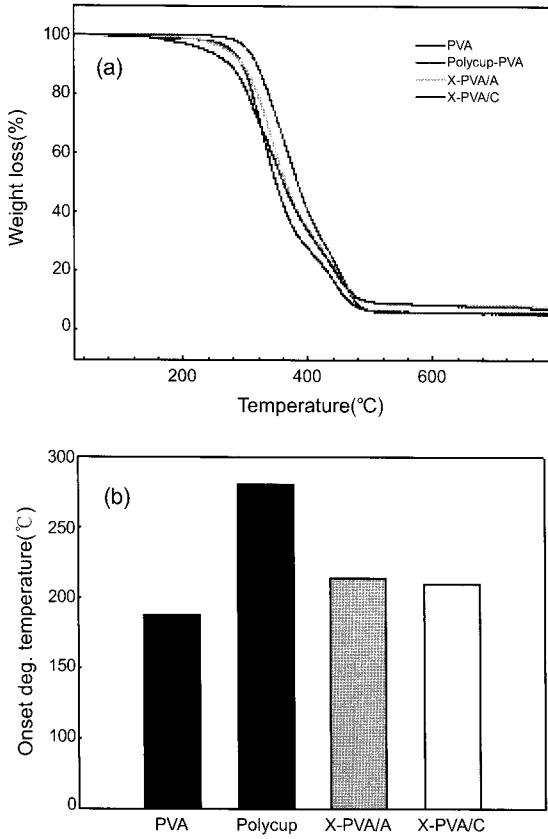 100
80
60
40
20
0
Weight loss(%)
(a)
PVA
Polycup-PVA
X-PVA/A
X-PVA/C
200
400
600
Temperature(℃)
300
250
200
150
100
0
Onset deg. temperature(℃)
(b)
PVA
Polycup
X-PVA/A
X-PVA/C